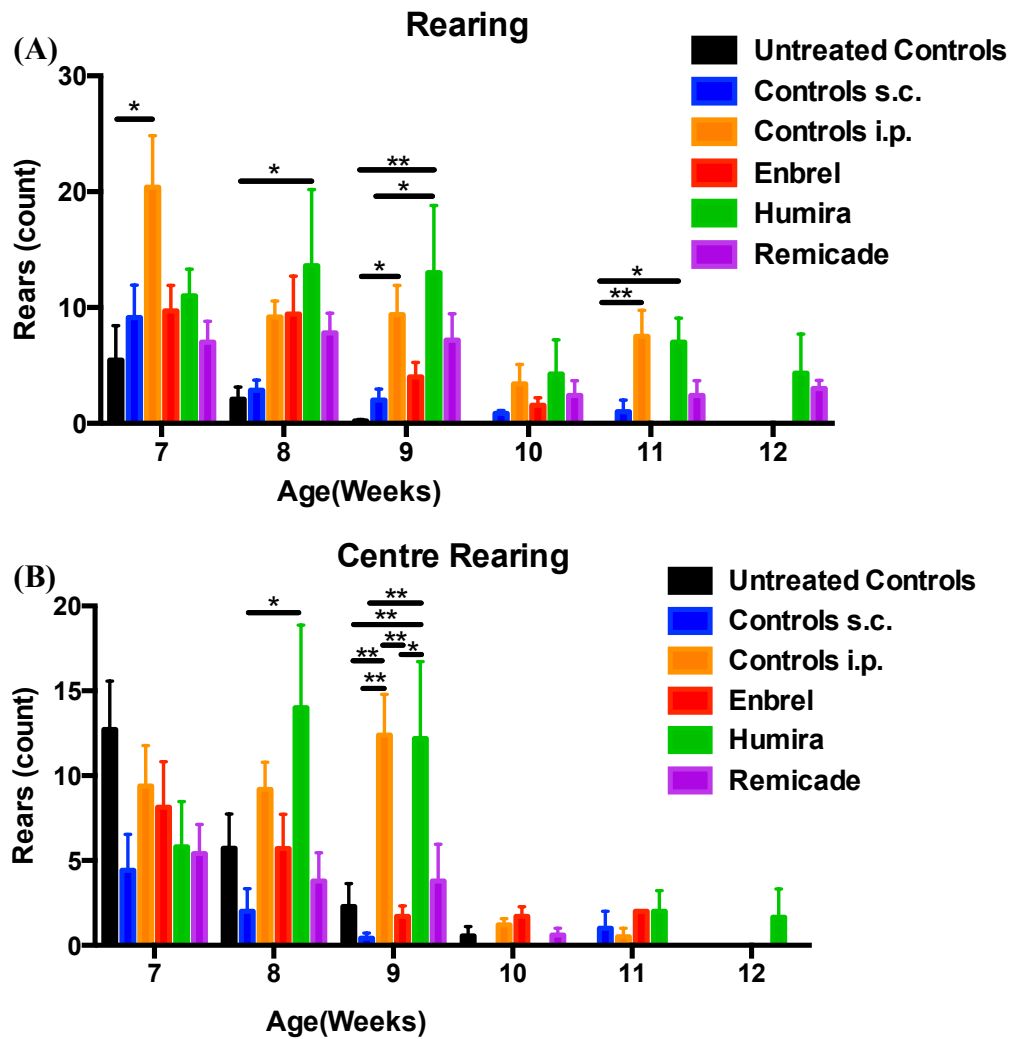 (A)
Rearing
Untreated Controls
Controls s.c.
Controls i.p.
Enbrel
Humira
Remicade
Rears (count)
30
20
10
0
*
*
**
*
*
*
**
7 8 9 10 11 12
Age(Weeks)
(B)
Centre Rearing
Untreated Controls
Controls s.c.
Controls i.p.
Enbrel
Humira
Remicade
Rears (count)
20
15
10
5
0
*
**
**
**
** *
**
7 8 9 10 11 12
Age(Weeks)